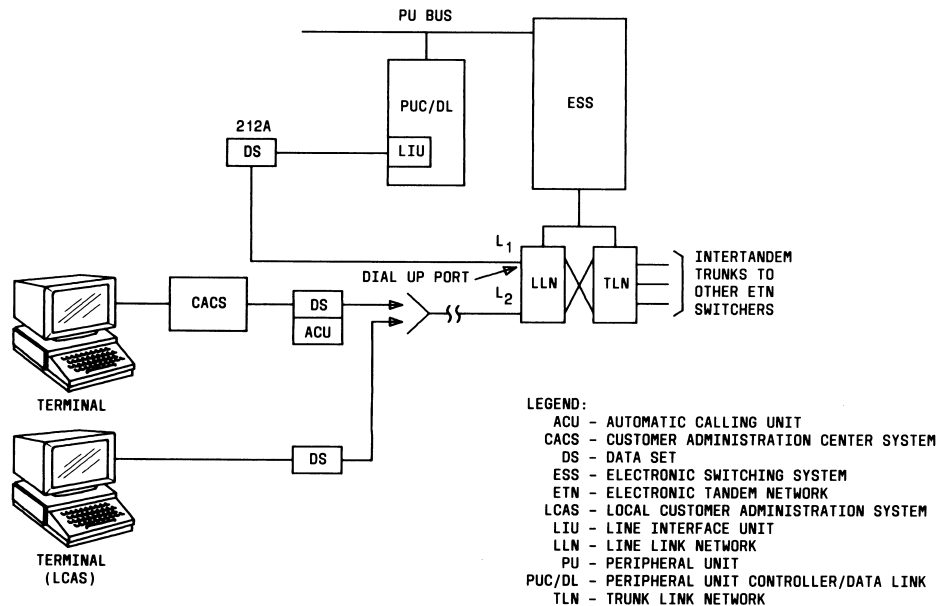 PU BUS
PUC/DL
ESS
212A
DS
LIU
L1
DIAL UP PORT
L2
LLN
TLN
INTERTANDEM
TRUNKS TO
OTHER ETN
SWITCHERS
CACS
DS
ACU
TERMINAL
DS
TERMINAL
(LCAS)
LEGEND:
ACU - AUTOMATIC CALLING UNIT
CACS - CUSTOMER ADMINISTRATION CENTER SYSTEM
DS - DATA SET
ESS - ELECTRONIC SWITCHING SYSTEM
ETN - ELECTRONIC TANDEM NETWORK
LCAS - LOCAL CUSTOMER ADMINISTRATION SYSTEM
LIU - LINE INTERFACE UNIT
LLN - LINE LINK NETWORK
PU - PERIPHERAL UNIT
PUC/DL - PERIPHERAL UNIT CONTROLLER/DATA LINK
TLN - TRUNK LINK NETWORK